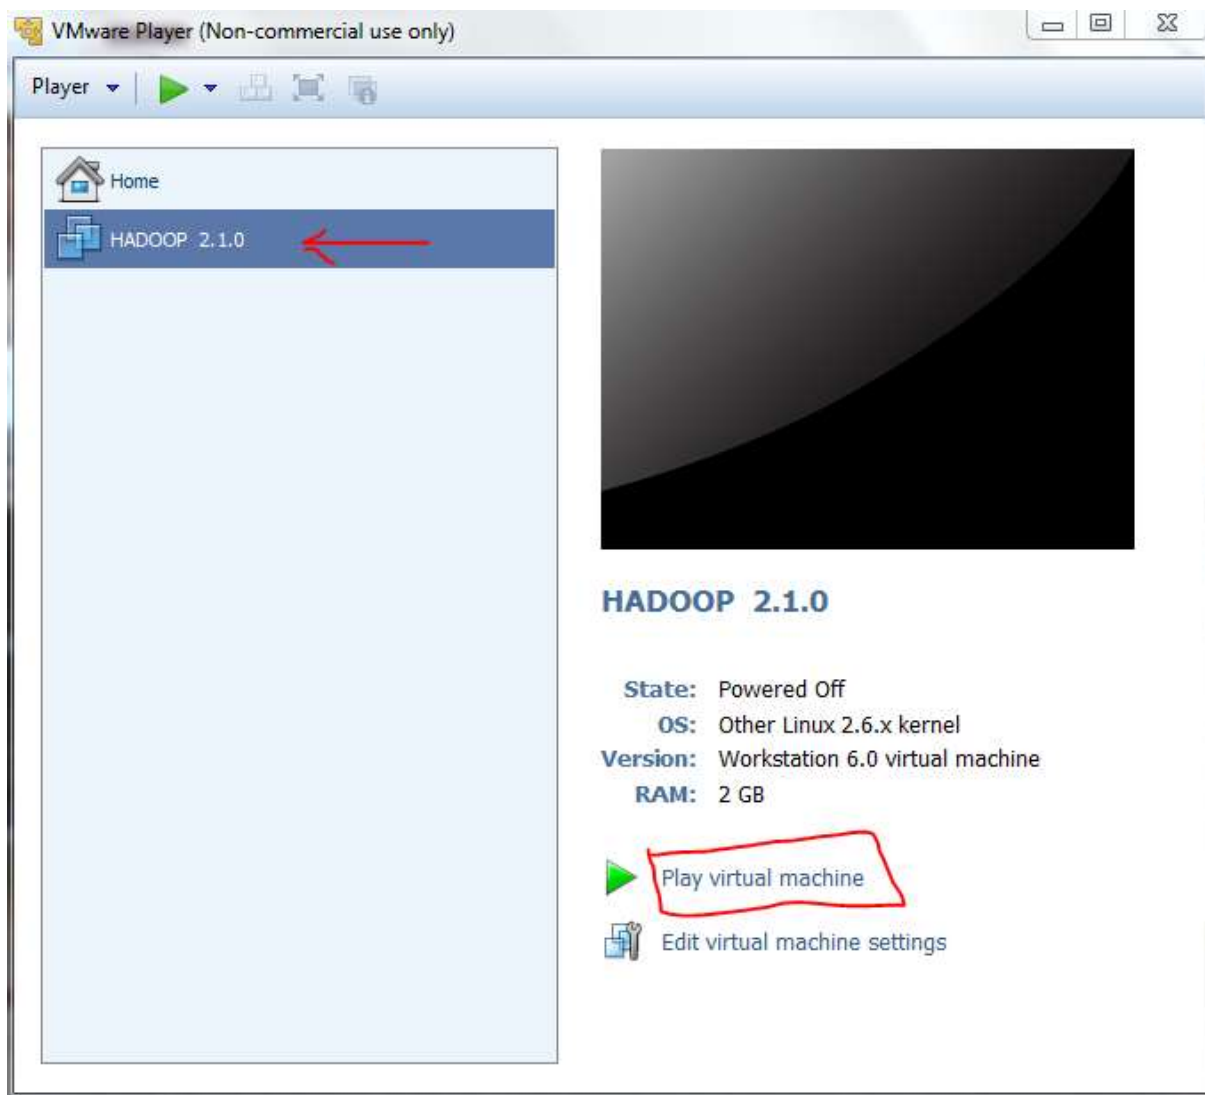 VMware Player (Non-commercial use only)
Player
Home
HADOOP 2.1.0
HADOOP 2.1.0
State: Powered Off
OS: Other Linux 2.6.x kernel
Version: Workstation 6.0 virtual machine
RAM: 2 GB
Play virtual machine
Edit virtual machine settings